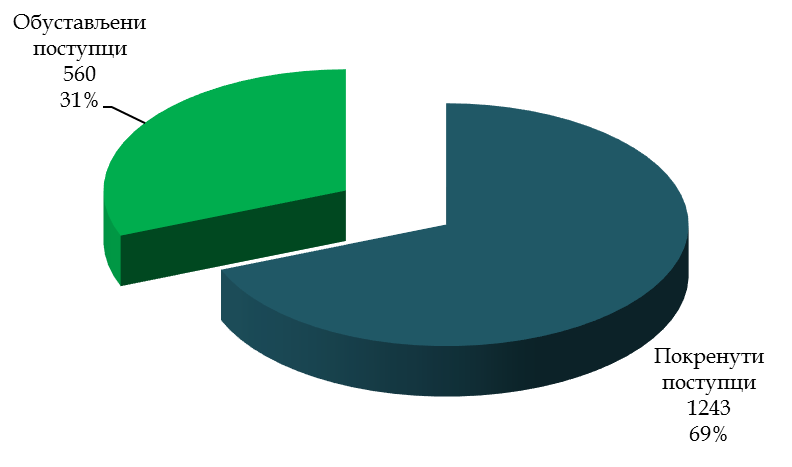 Обустављени
поступци
560
31%
Покренути
поступци
1243
69%